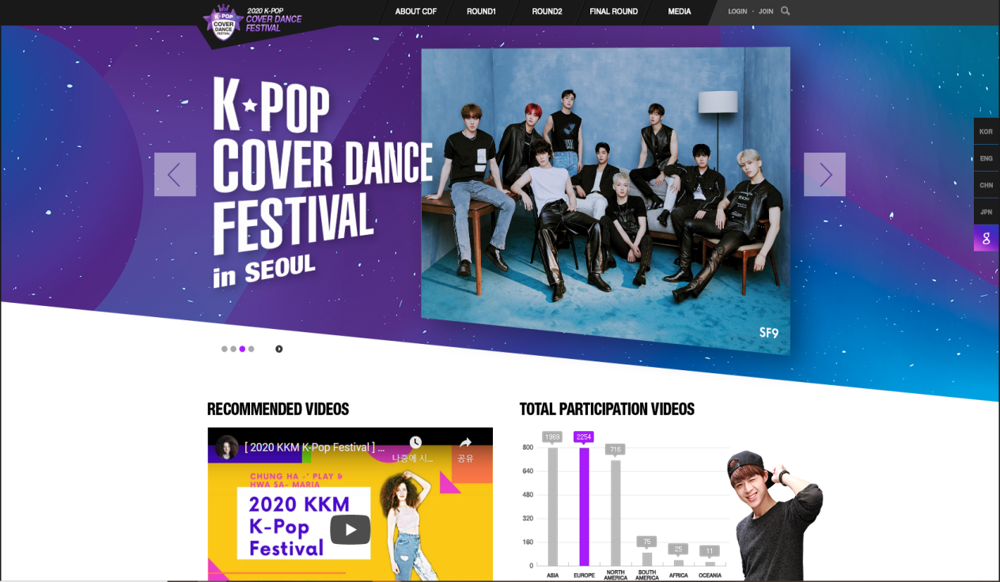 K-POP
COVER
DANCE
FESTIVAL
2020 K-POP
COVER DANCE
FESTIVAL
ABOUT CDF
ROUND1
ROUND2
FINAL ROUND
MEDIA
LOGIN
JOIN
K★POP
COVER DANCE
FESTIVAL
in SEOUL
SF9
KOR
ENG
CHN
JPN
RECOMMENDED VIDEOS
[ 2020 KKM K-Pop Festival ] ...
나중에 시...
공유
CHUNG HA -' PLAY &
HWA SA- MARIA
2020 KKM
K-Pop
Festival
TOTAL PARTICIPATION VIDEOS
1969
2254
716
75
25
11
800
640
480
320
160
0
ASIA
EUROPE
NORTH
AMERICA
SOUTH
AMERICA
AFRICA
OCEANIA